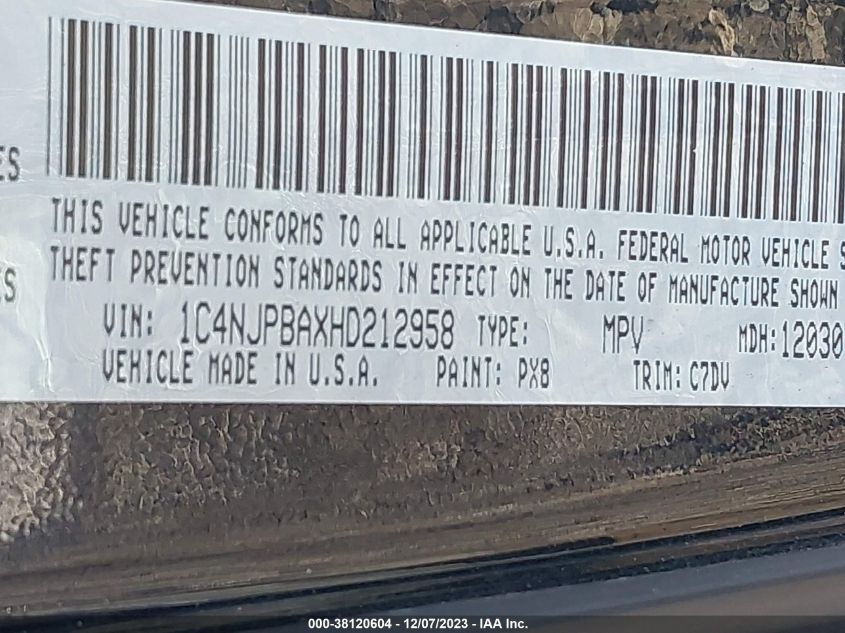 ES
THIS VEHICLE CONFORMS TO ALL APPLICABLE U.S.A. FEDERAL MOTOR VEHICLE S
ES
THEFT PREVENTION STANDARDS IN EFFECT ON THE DATE OF MANUFACTURE SHOWN
VIN: 1C4NJPBAXHD212958 TYPE: MPV MDH: 12030
VEHICLE MADE IN U.S.A. PAINT: PX8 TRIM: C7DV
000-38120604 - 12/07/2023 - IAA Inc.